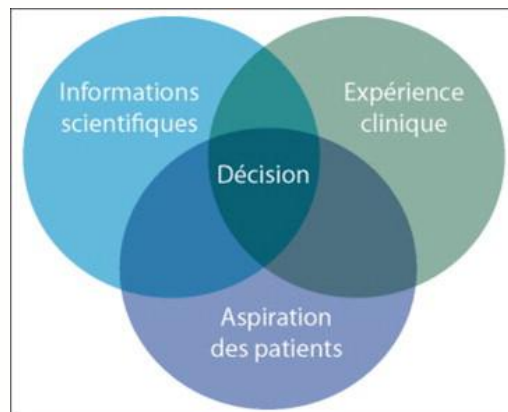 Informations
scientifiques
Expérience
clinique
Décision
Aspiration
des patients